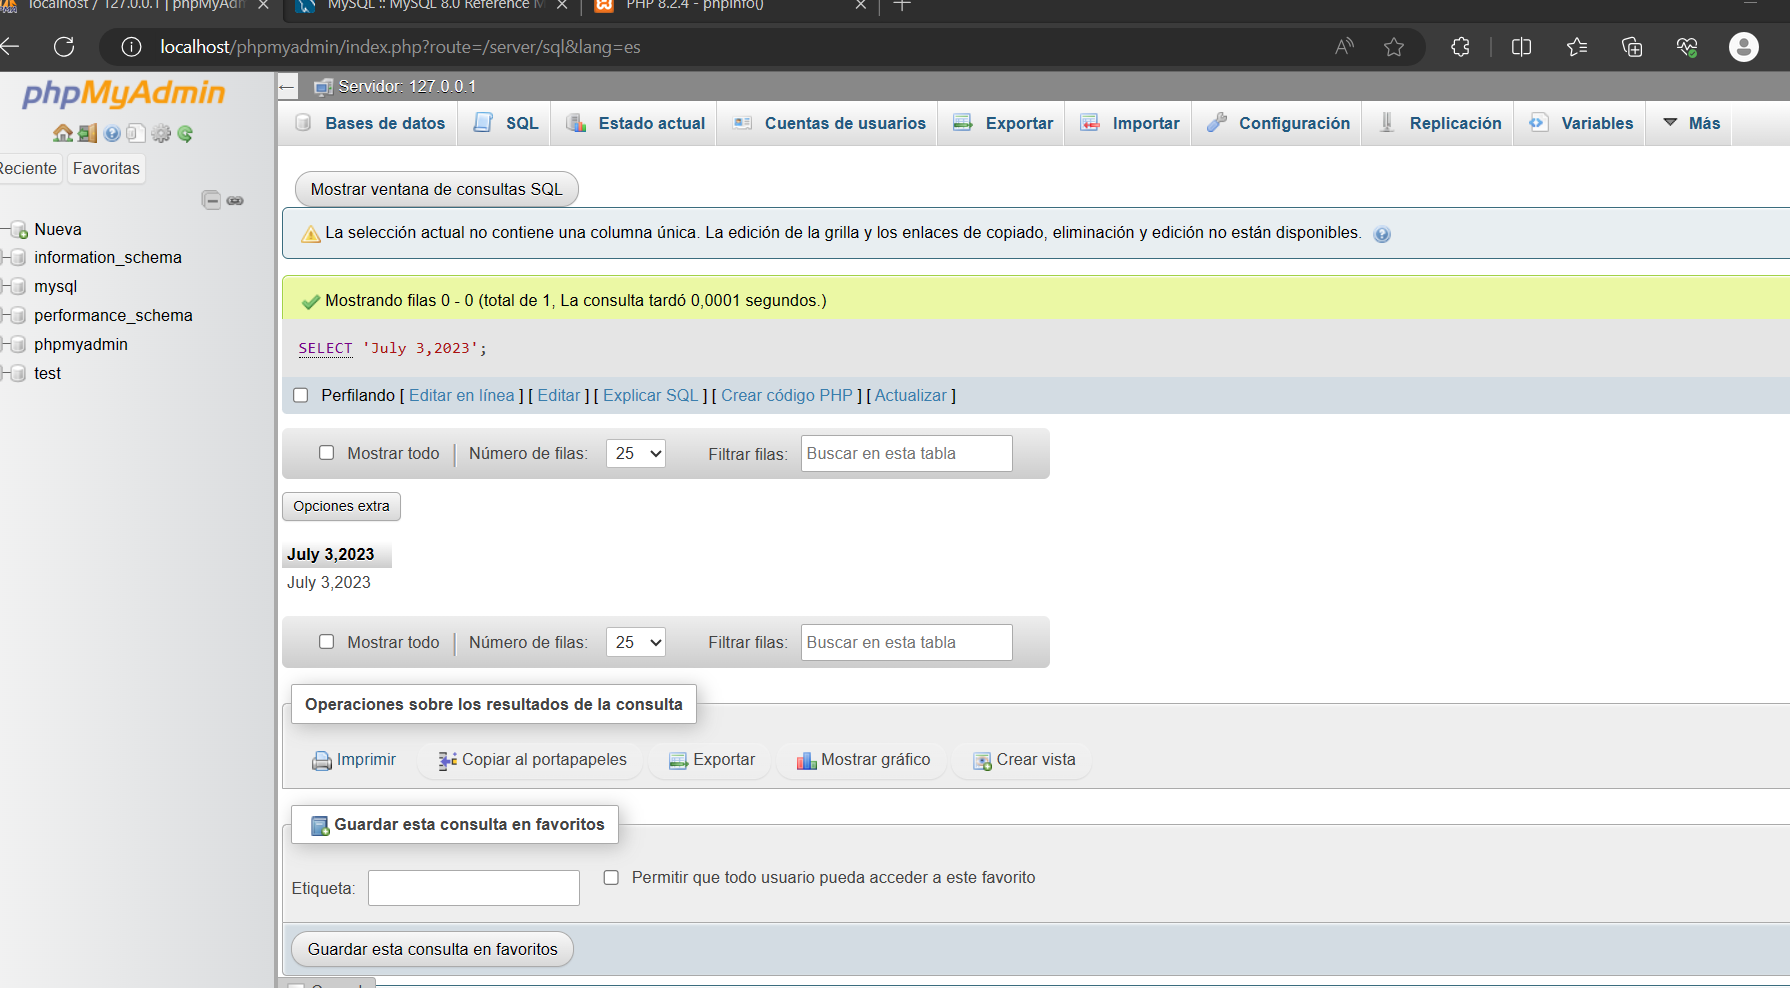 localhost / 127.0.0.1 | phpMyAdm
MySQL :: MySQL 8.0 Reference M
PHP 8.2.4 - phpinfo()
localhost/phpmyadmin/index.php?route=/server/sql&lang=es
phpMyAdmin
Reciente
Favoritas
Nueva
information_schema
mysql
performance_schema
phpmyadmin
test
Servidor: 127.0.0.1
Bases de datos
SQL
Estado actual
Cuentas de usuarios
Exportar
Importar
Configuración
Replicación
Variables
Más
Mostrar ventana de consultas SQL
La selección actual no contiene una columna única. La edición de la grilla y los enlaces de copiado, eliminación y edición no están disponibles.
Mostrando filas 0 - 0 (total de 1, La consulta tardó 0,0001 segundos.)
SELECT 'July 3,2023';
Perfilando [ Editar en línea ] [ Editar ] [ Explicar SQL ] [ Crear código PHP ] [ Actualizar ]
Mostrar todo | Número de filas: 25 Filtrar filas: Buscar en esta tabla
Opciones extra
July 3,2023
July 3,2023
Mostrar todo | Número de filas: 25 Filtrar filas: Buscar en esta tabla
Operaciones sobre los resultados de la consulta
Imprimir
Copiar al portapapeles
Exportar
Mostrar gráfico
Crear vista
Guardar esta consulta en favoritos
Etiqueta:
Permitir que todo usuario pueda acceder a este favorito
Guardar esta consulta en favoritos